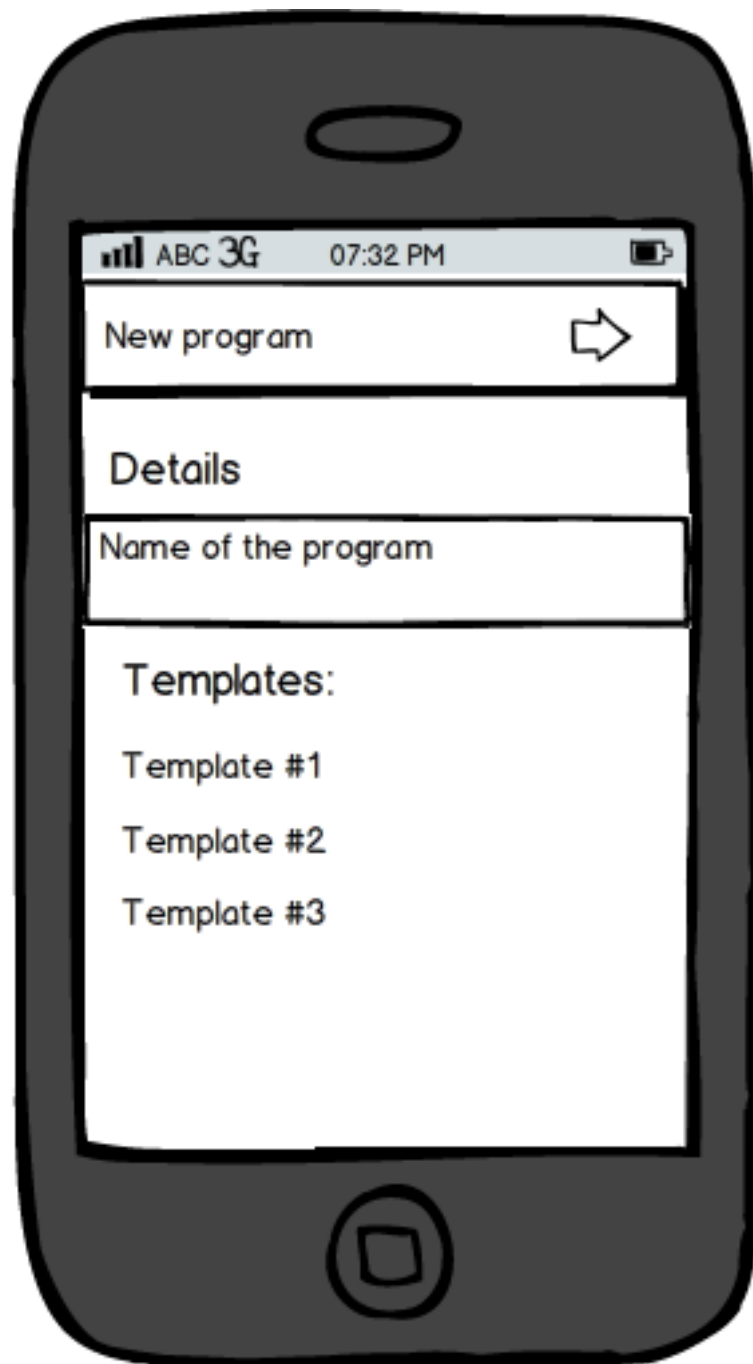 ABC 3G 07:32 PM
New program
Details
Name of the program
Templates:
Template #1
Template #2
Template #3